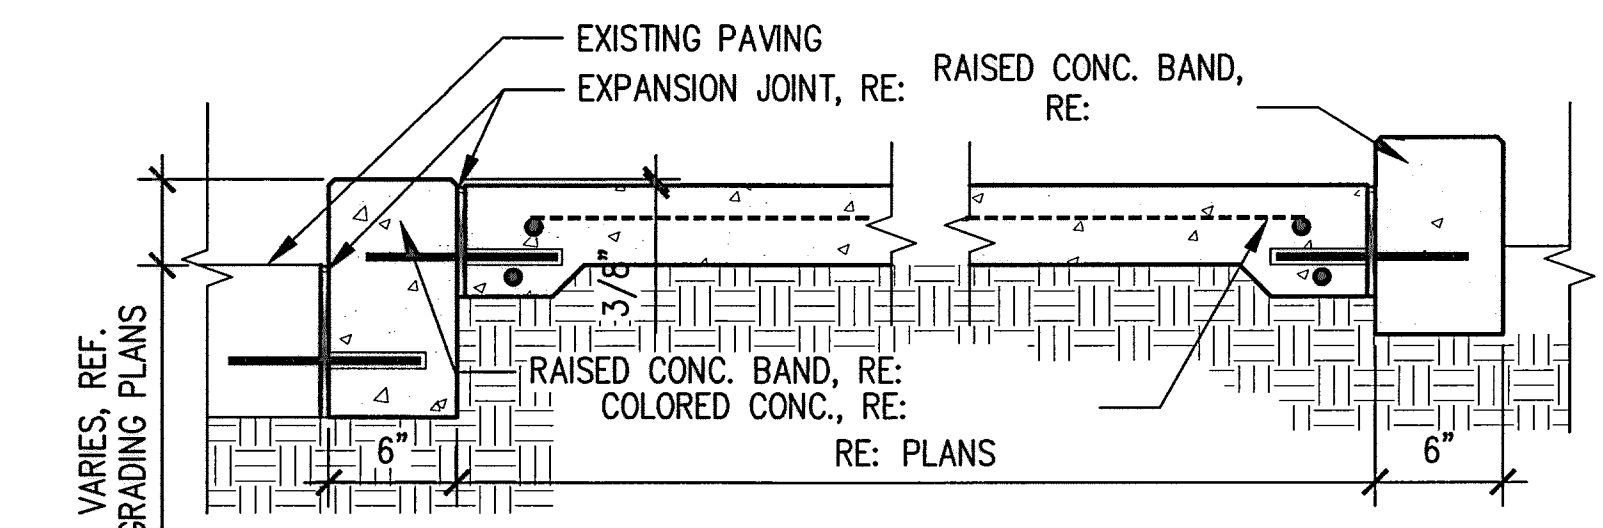 EXISTING PAVING
EXPANSION JOINT, RE:
RAISED CONC. BAND,
RE:
3/8"
RAISED CONC. BAND, RE:
COLORED CONC., RE:
RE: PLANS
6"
6"
VARIES, REF.
GRADING PLANS